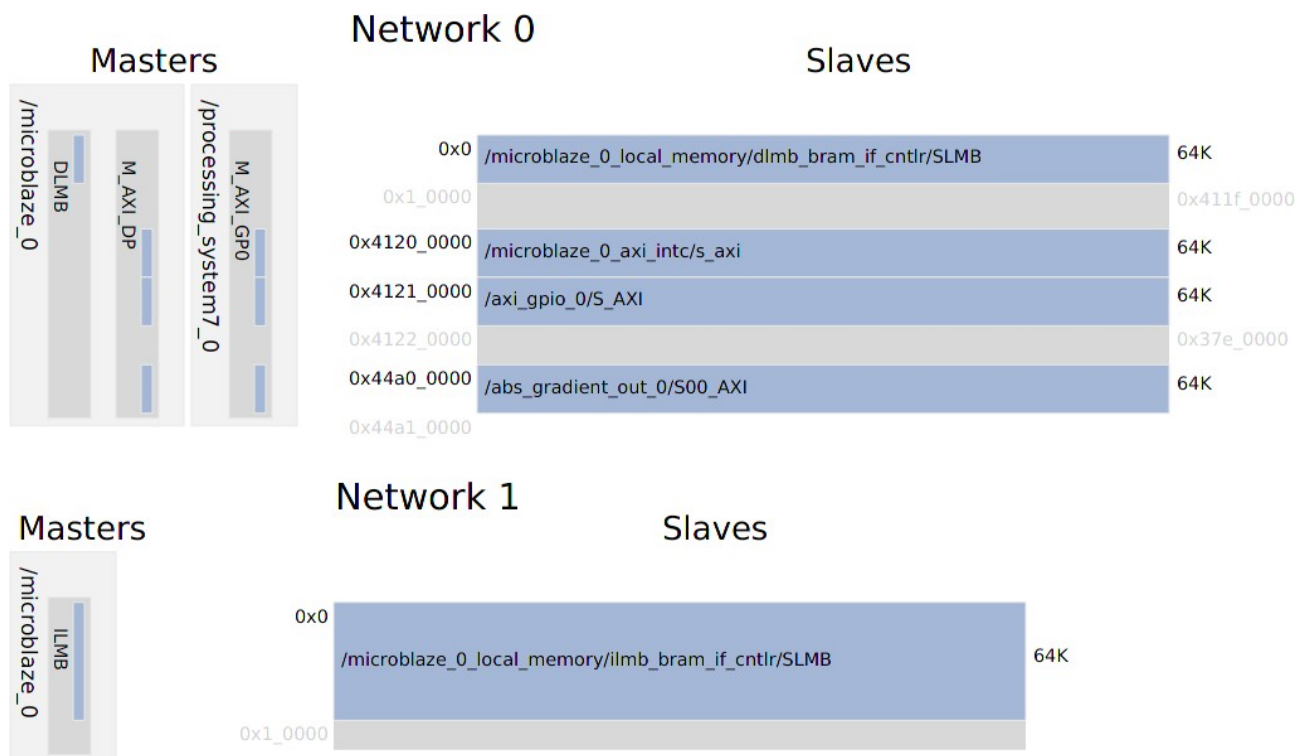 Network 0
Masters
Slaves
/microblaze_0
DLMB
M_AXI_DP
/processing_system7_0
M_AXI_GP0
0x0
/microblaze_0_local_memory/dlmb_bram_if_cntlr/SLMB
64K
0x1_0000
0x411f_0000
0x4120_0000
/microblaze_0_axi_intc/s_axi
64K
0x4121_0000
/axi_gpio_0/S_AXI
64K
0x4122_0000
0x37e_0000
0x44a0_0000
/abs_gradient_out_0/S00_AXI
64K
0x44a1_0000
Network 1
Masters
Slaves
/microblaze_0
ILMB
0x0
/microblaze_0_local_memory/ilmb_bram_if_cntlr/SLMB
64K
0x1_0000